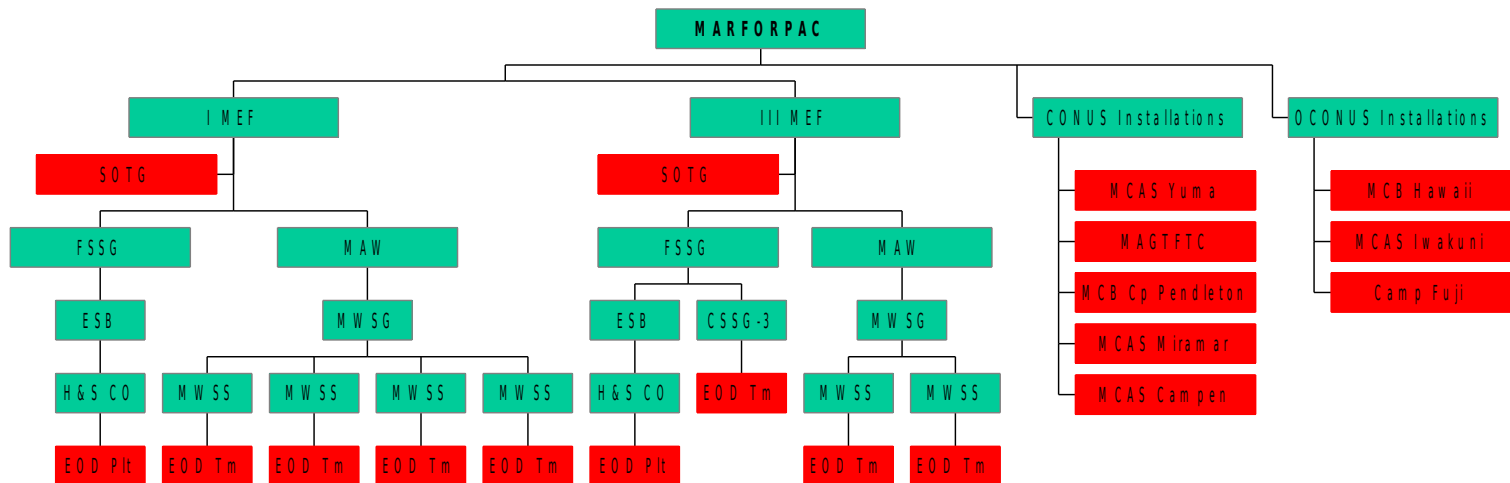 MARFORPAC
I MEF
III MEF
CONUS Installations
OCONUS Installations
SOTG
SOTG
MCAS Yuma
MCB Hawaii
FSSG
MAW
FSSG
MAW
MAGTFTC
MCAS Iwakuni
MCB Cp Pendleton
Camp Fuji
ESB
MWSG
ESB
CSSG-3
MWSG
MCAS Miramar
H&S CO
MWSS
MWSS
MWSS
MWSS
H&S CO
EOD Tm
MWSS
MWSS
MCAS Campen
EOD Plt
EOD Tm
EOD Tm
EOD Tm
EOD Tm
EOD Plt
EOD Tm
EOD Tm